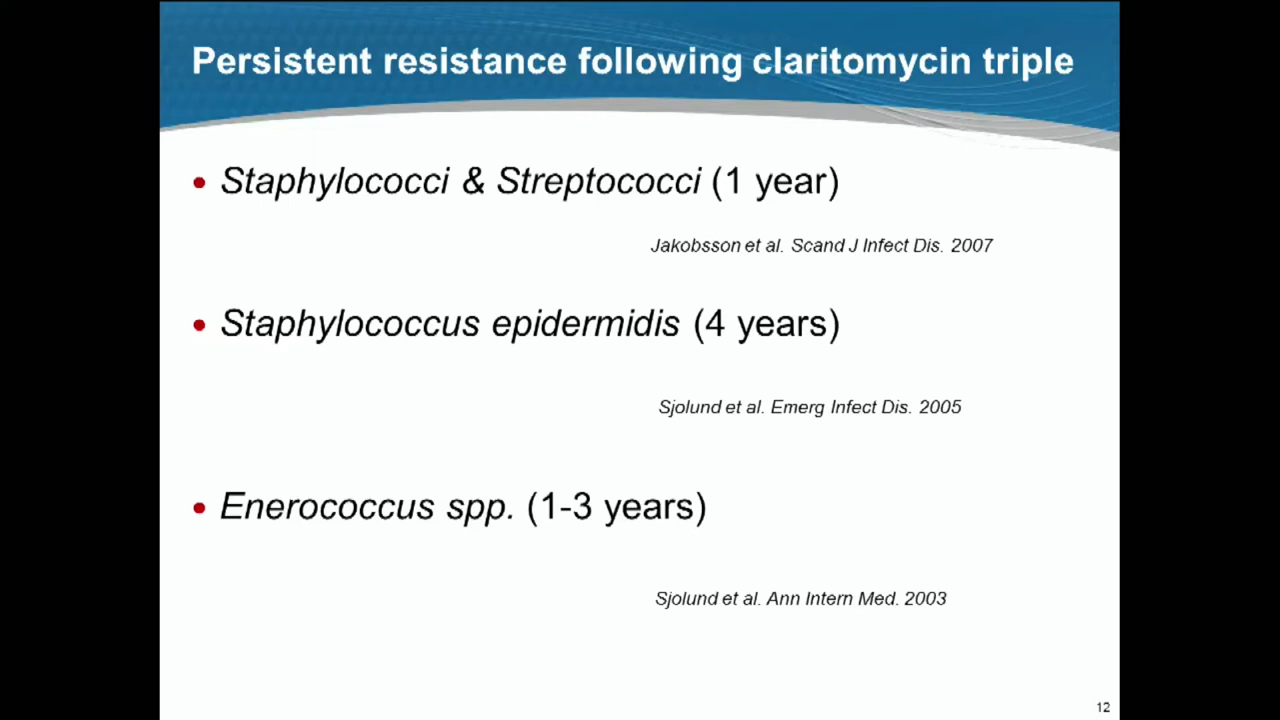 Persistent resistance following claritomycin triple
• Staphylococci & Streptococci (1 year)
Jakobsson et al. Scand J Infect Dis. 2007
• Staphylococcus epidermidis (4 years)
Sjolund et al. Emerg Infect Dis. 2005
• Enerococcus spp. (1-3 years)
Sjolund et al. Ann Intern Med. 2003
12